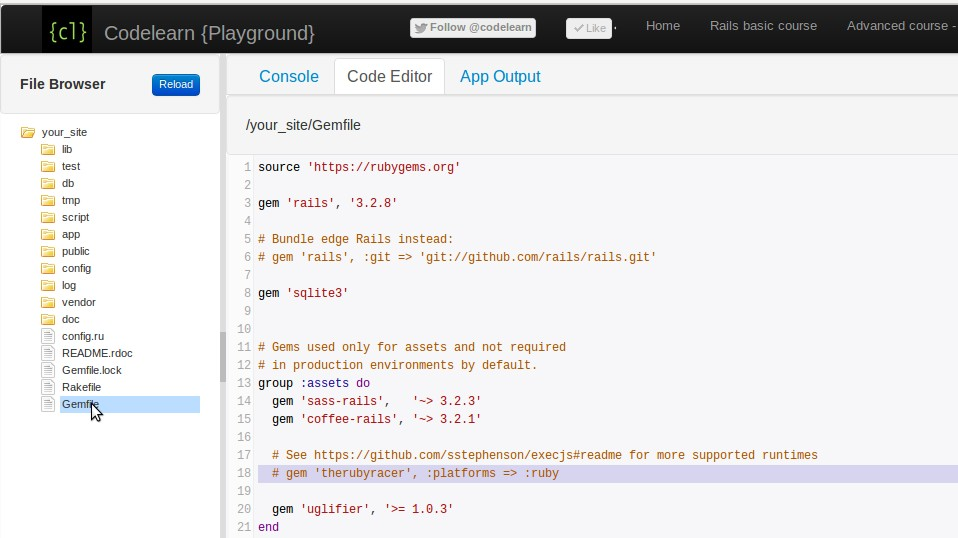 {cl} Codelearn {Playground} Follow @codelearn Like Home Rails basic course Advanced course -
File Browser Reload
your_site
lib
test
db
tmp
script
app
public
config
log
vendor
doc
config.ru
README.rdoc
Gemfile.lock
Rakefile
Gemfile
Console Code Editor App Output
/your_site/Gemfile
1 source 'https://rubygems.org'
2
3 gem 'rails', '3.2.8'
4
5 # Bundle edge Rails instead:
6 # gem 'rails', :git => 'git://github.com/rails/rails.git'
7
8 gem 'sqlite3'
9
10
11 # Gems used only for assets and not required
12 # in production environments by default.
13 group :assets do
14   gem 'sass-rails',   '~> 3.2.3'
15   gem 'coffee-rails', '~> 3.2.1'
16
17   # See https://github.com/sstephenson/execjs#readme for more supported runtimes
18   # gem 'therubyracer', :platforms => :ruby
19
20   gem 'uglifier', '>= 1.0.3'
21 end